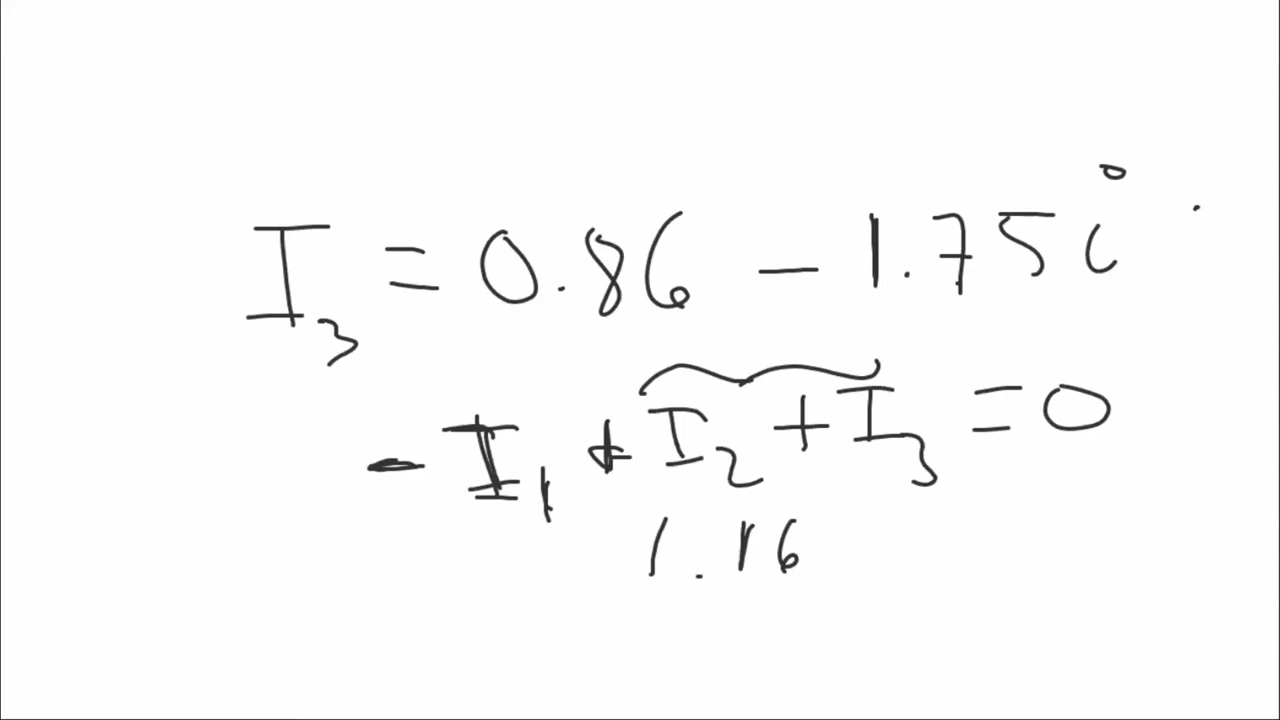 I₃ = 0.86 - 1.75i
- I₁ + I₂ + I₃ = 0
1.16